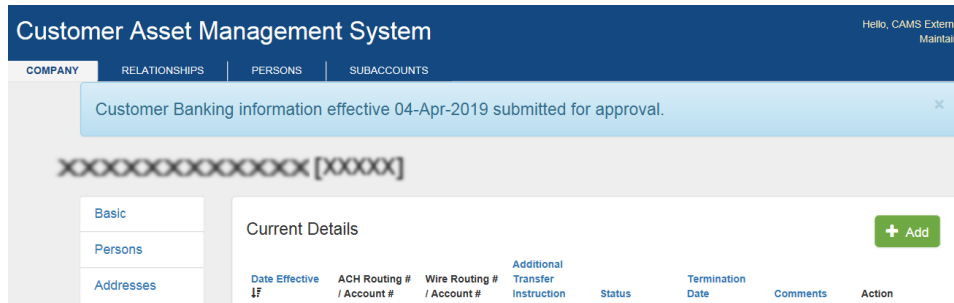 Customer Asset Management System
Hello, CAMS Extern
Maintai
COMPANY RELATIONSHIPS PERSONS SUBACCOUNTS
Customer Banking information effective 04-Apr-2019 submitted for approval. ×
XXXXXXXXXXXXXXX [XXXXX]
Basic
Persons
Addresses
Current Details
+ Add
Date Effective
ACH Routing #
/ Account #
Wire Routing #
/ Account #
Additional
Transfer
Instruction
Status
Termination
Date
Comments
Action